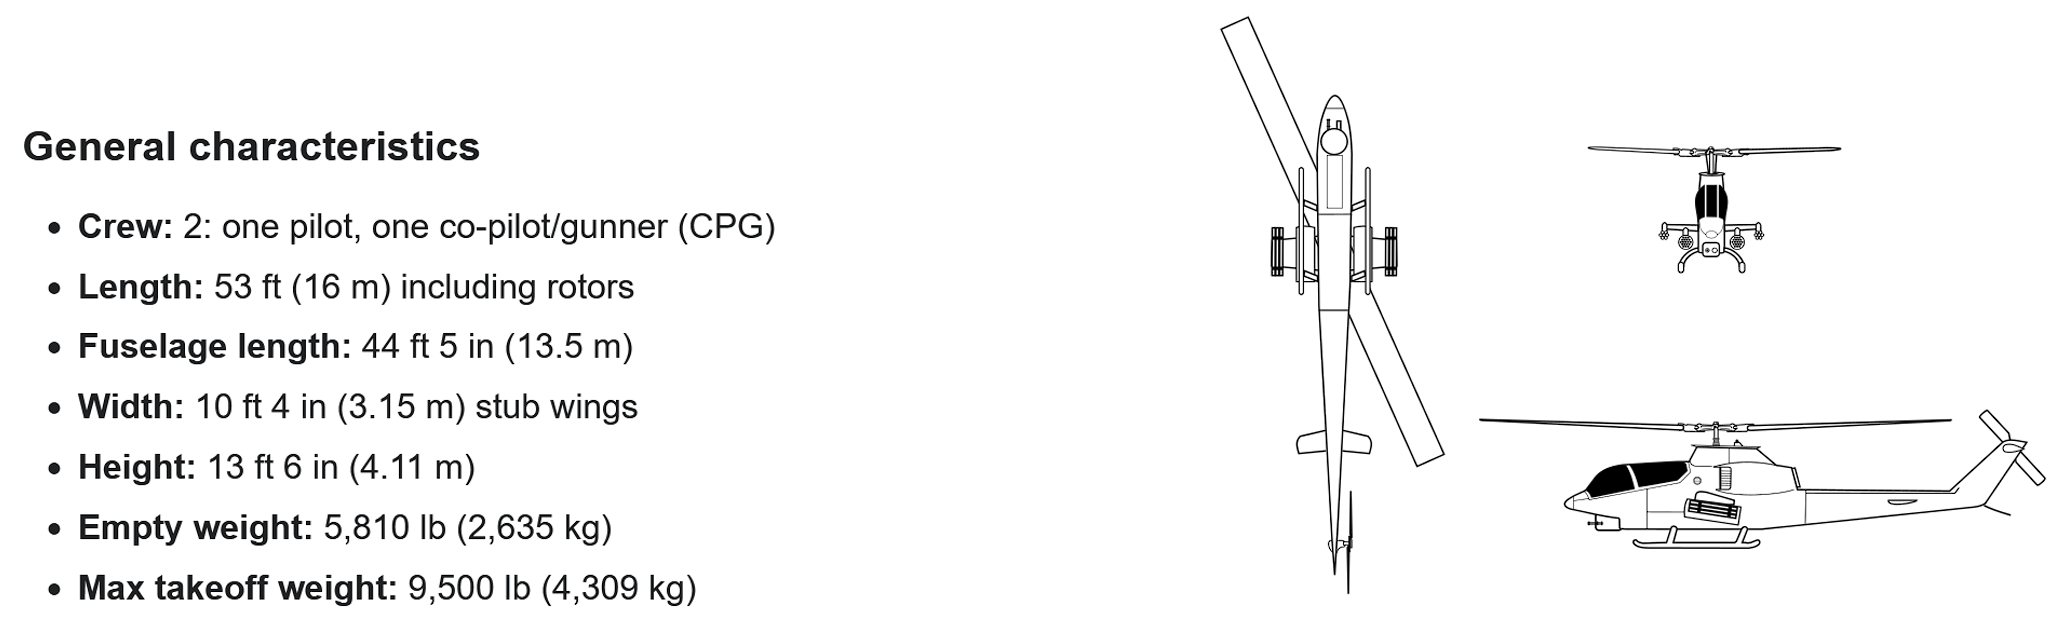 General characteristics
• Crew: 2: one pilot, one co-pilot/gunner (CPG)
• Length: 53 ft (16 m) including rotors
• Fuselage length: 44 ft 5 in (13.5 m)
• Width: 10 ft 4 in (3.15 m) stub wings
• Height: 13 ft 6 in (4.11 m)
• Empty weight: 5,810 lb (2,635 kg)
• Max takeoff weight: 9,500 lb (4,309 kg)